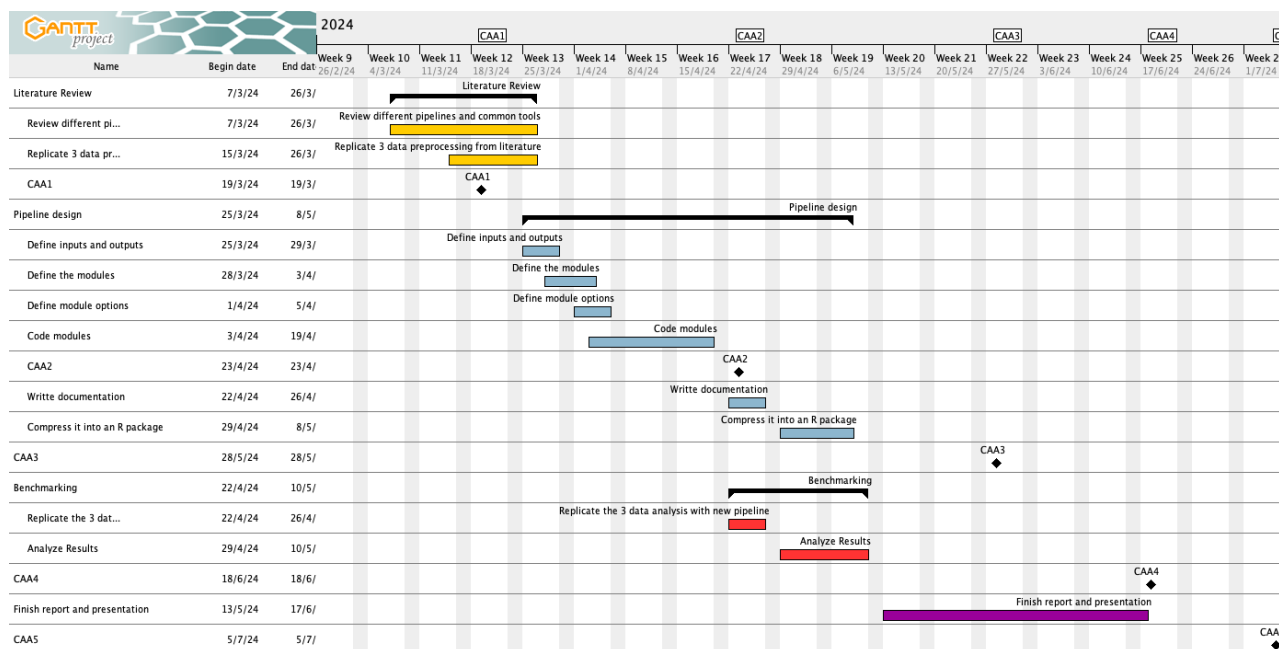 GANTT
project
2024
CAA1 CAA2 CAA3 CAA4
Name Begin date End dat
Week 9 Week 10 Week 11 Week 12 Week 13 Week 14 Week 15 Week 16 Week 17 Week 18 Week 19 Week 20 Week 21 Week 22 Week 23 Week 24 Week 25 Week 26 Week 2
26/2/24 4/3/24 11/3/24 18/3/24 25/3/24 1/4/24 8/4/24 15/4/24 22/4/24 29/4/24 6/5/24 13/5/24 20/5/24 27/5/24 3/6/24 10/6/24 17/6/24 24/6/24 1/7/24
Literature Review 7/3/24 26/3/ Literature Review
Review different pi... 7/3/24 26/3/ Review different pipelines and common tools
Replicate 3 data pr... 15/3/24 26/3/ Replicate 3 data preprocessing from literature
CAA1 19/3/24 19/3/ CAA1
Pipeline design 25/3/24 8/5/ Pipeline design
Define inputs and outputs 25/3/24 29/3/ Define inputs and outputs
Define the modules 28/3/24 3/4/ Define the modules
Define module options 1/4/24 5/4/ Define module options
Code modules 3/4/24 19/4/ Code modules
CAA2 23/4/24 23/4/ CAA2
Writte documentation 22/4/24 26/4/ Writte documentation
Compress it into an R package 29/4/24 8/5/ Compress it into an R package
CAA3 28/5/24 28/5/ CAA3
Benchmarking 22/4/24 10/5/ Benchmarking
Replicate the 3 dat... 22/4/24 26/4/ Replicate the 3 data analysis with new pipeline
Analyze Results 29/4/24 10/5/ Analyze Results
CAA4 18/6/24 18/6/ CAA4
Finish report and presentation 13/5/24 17/6/ Finish report and presentation
CAA5 5/7/24 5/7/ CAA